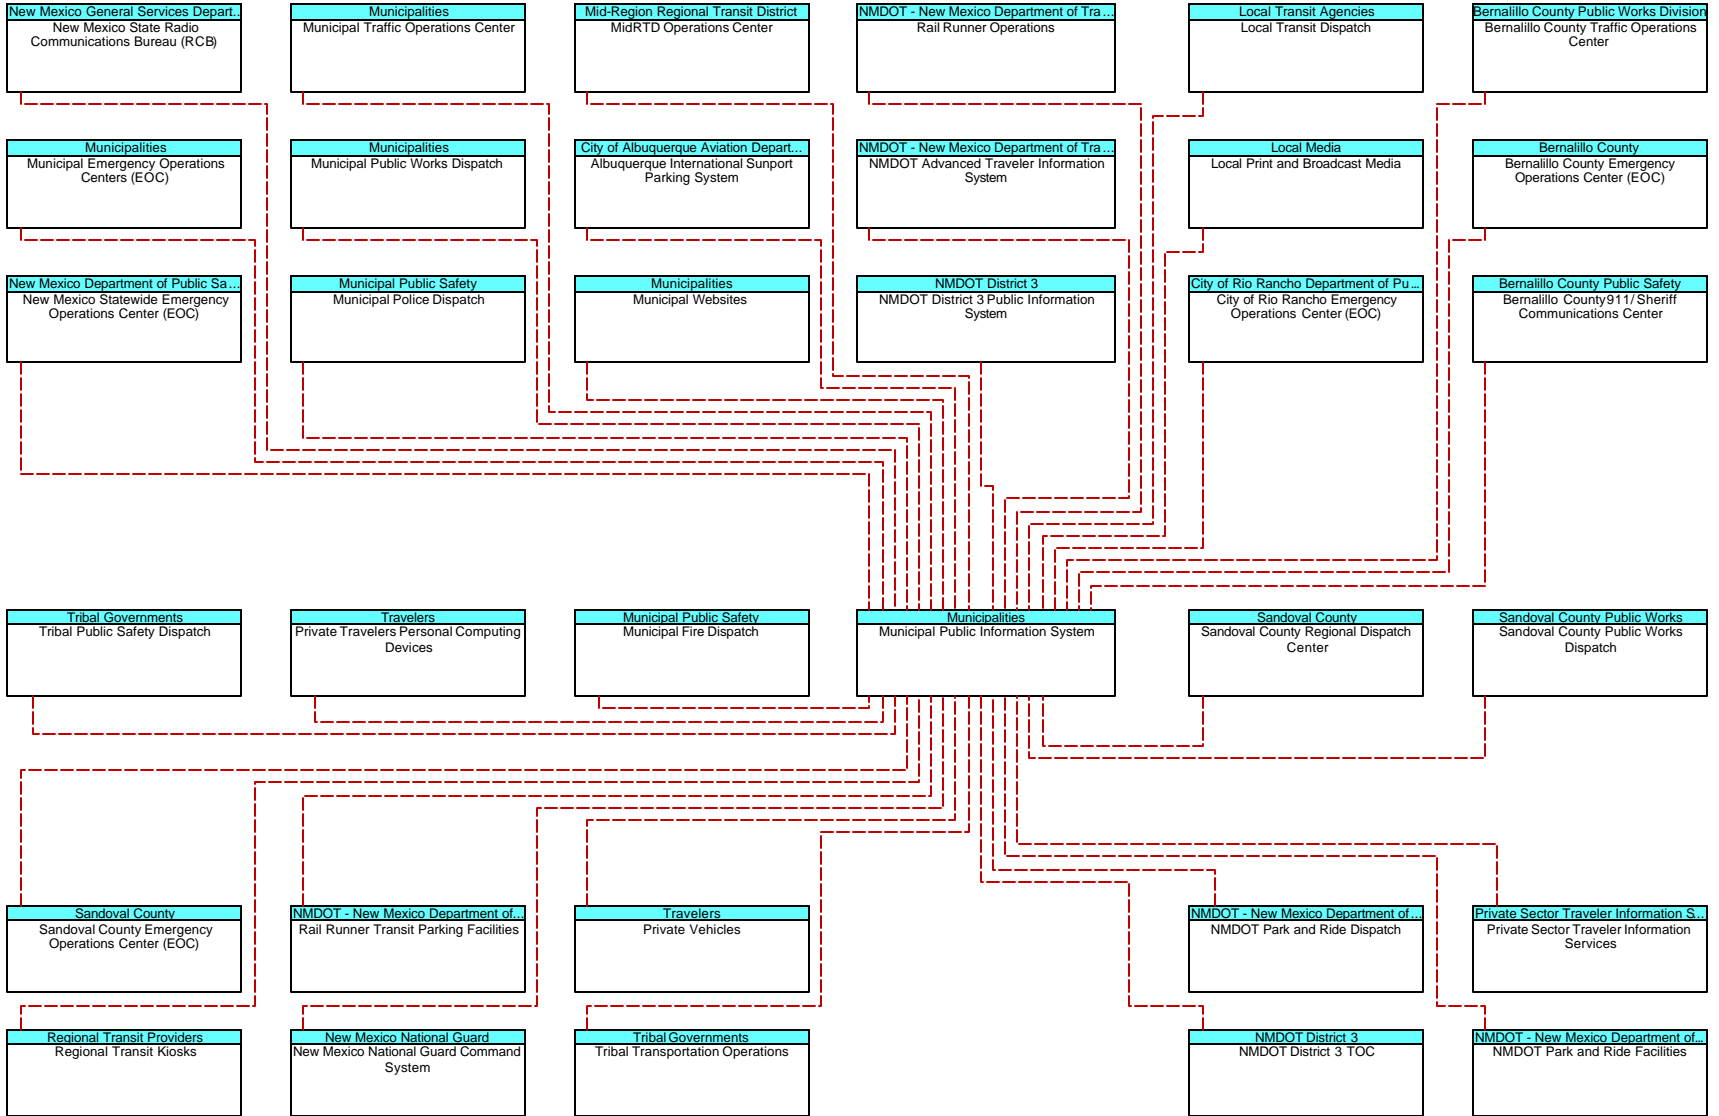 New Mexico General Services Depart...
New Mexico State Radio
Communications Bureau (RCB)
Municipalities
Municipal Traffic Operations Center
Mid-Region Regional Transit District
MidRTD Operations Center
NMDOT - New Mexico Department of Tra...
Rail Runner Operations
Local Transit Agencies
Local Transit Dispatch
Bernalillo County Public Works Division
Bernalillo County Traffic Operations
Center
Municipalities
Municipal Emergency Operations
Centers (EOC)
Municipalities
Municipal Public Works Dispatch
City of Albuquerque Aviation Depart...
Albuquerque International Sunport
Parking System
NMDOT - New Mexico Department of Tra...
NMDOT Advanced Traveler Information
System
Local Media
Local Print and Broadcast Media
Bernalillo County
Bernalillo County Emergency
Operations Center (EOC)
New Mexico Department of Public Sa...
New Mexico Statewide Emergency
Operations Center (EOC)
Municipal Public Safety
Municipal Police Dispatch
Municipalities
Municipal Websites
NMDOT District 3
NMDOT District 3 Public Information
System
City of Rio Rancho Department of Pu...
City of Rio Rancho Emergency
Operations Center (EOC)
Bernalillo County Public Safety
Bernalillo County 911/ Sheriff
Communications Center
Tribal Governments
Tribal Public Safety Dispatch
Travelers
Private Travelers Personal Computing
Devices
Municipal Public Safety
Municipal Fire Dispatch
Municipalities
Municipal Public Information System
Sandoval County
Sandoval County Regional Dispatch
Center
Sandoval County Public Works
Sandoval County Public Works
Dispatch
Sandoval County
Sandoval County Emergency
Operations Center (EOC)
NMDOT - New Mexico Department of...
Rail Runner Transit Parking Facilities
Travelers
Private Vehicles
NMDOT - New Mexico Department of...
NMDOT Park and Ride Dispatch
Private Sector Traveler Information S...
Private Sector Traveler Information
Services
Regional Transit Providers
Regional Transit Kiosks
New Mexico National Guard
New Mexico National Guard Command
System
Tribal Governments
Tribal Transportation Operations
NMDOT District 3
NMDOT District 3 TOC
NMDOT - New Mexico Department of...
NMDOT Park and Ride Facilities